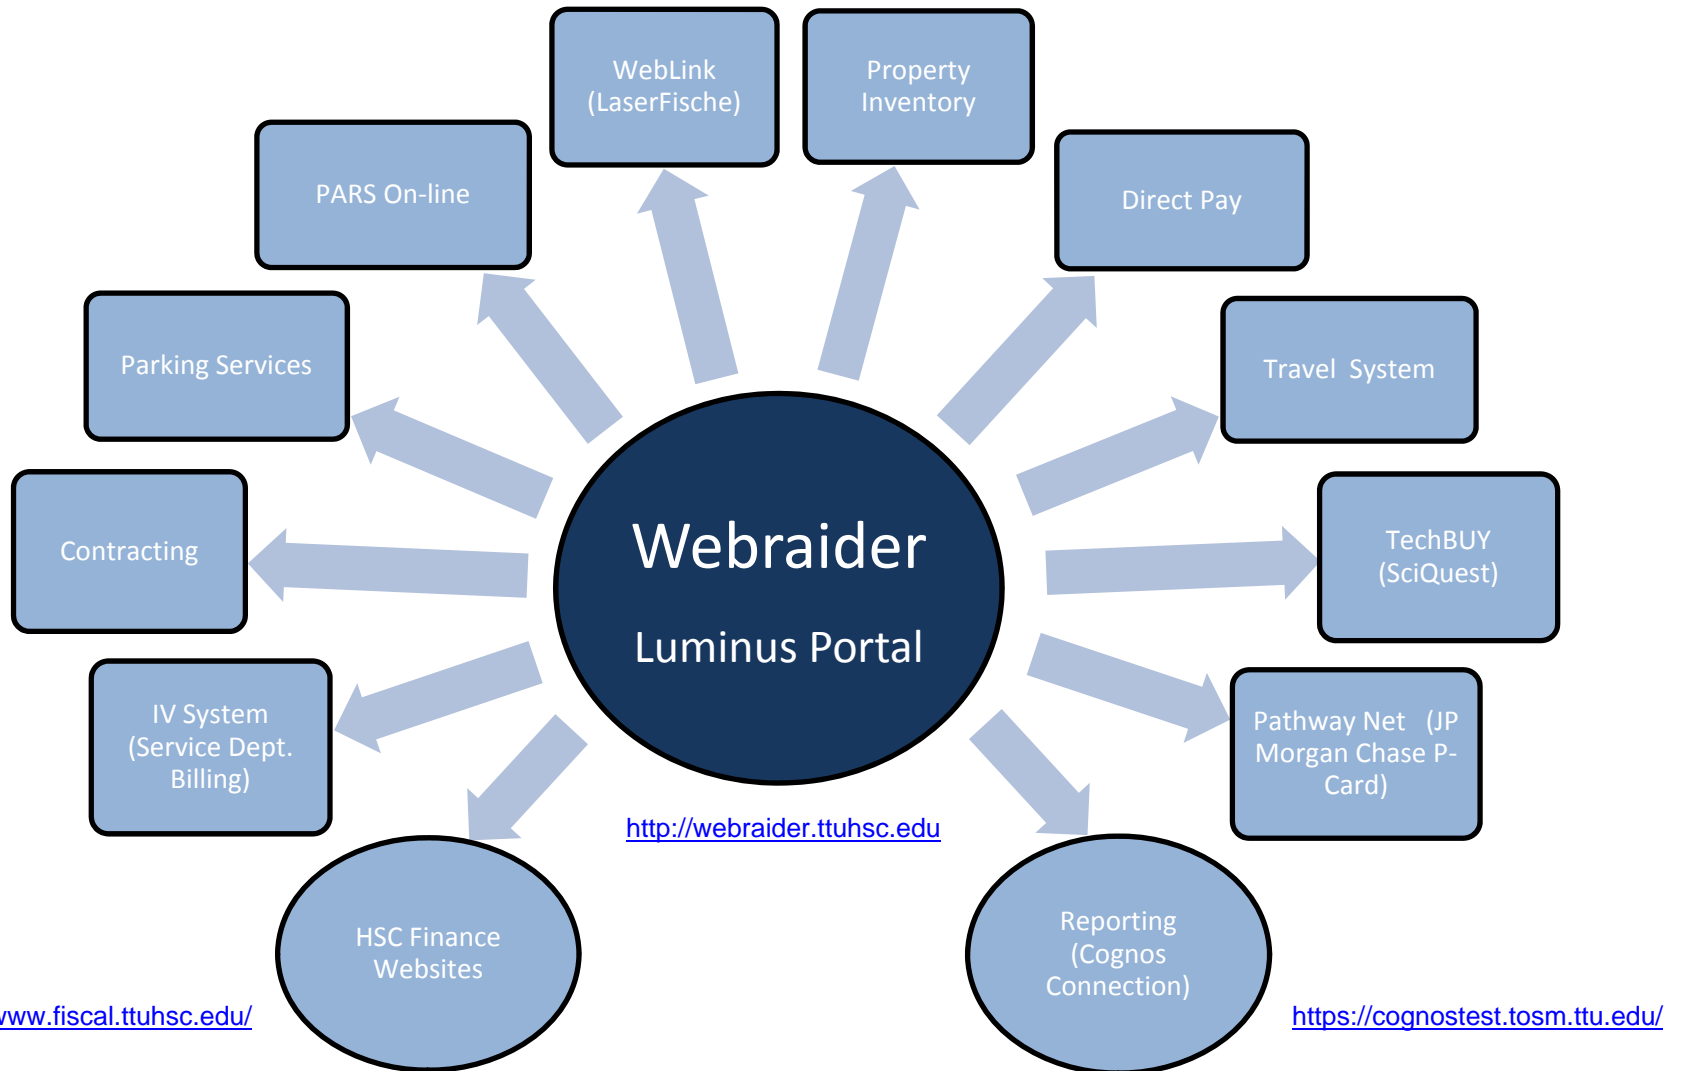 WebLink
(LaserFische)
Property
Inventory
PARS On-line
Direct Pay
Parking Services
Travel  System
Contracting
Webraider
Luminus Portal
TechBUY
(SciQuest)
IV System
(Service Dept.
Billing)
Pathway Net   (JP
Morgan Chase P-
Card)
http://webraider.ttuhsc.edu
HSC Finance
Websites
Reporting
(Cognos
Connection)
www.fiscal.ttuhsc.edu/
https://cognostest.tosm.ttu.edu/